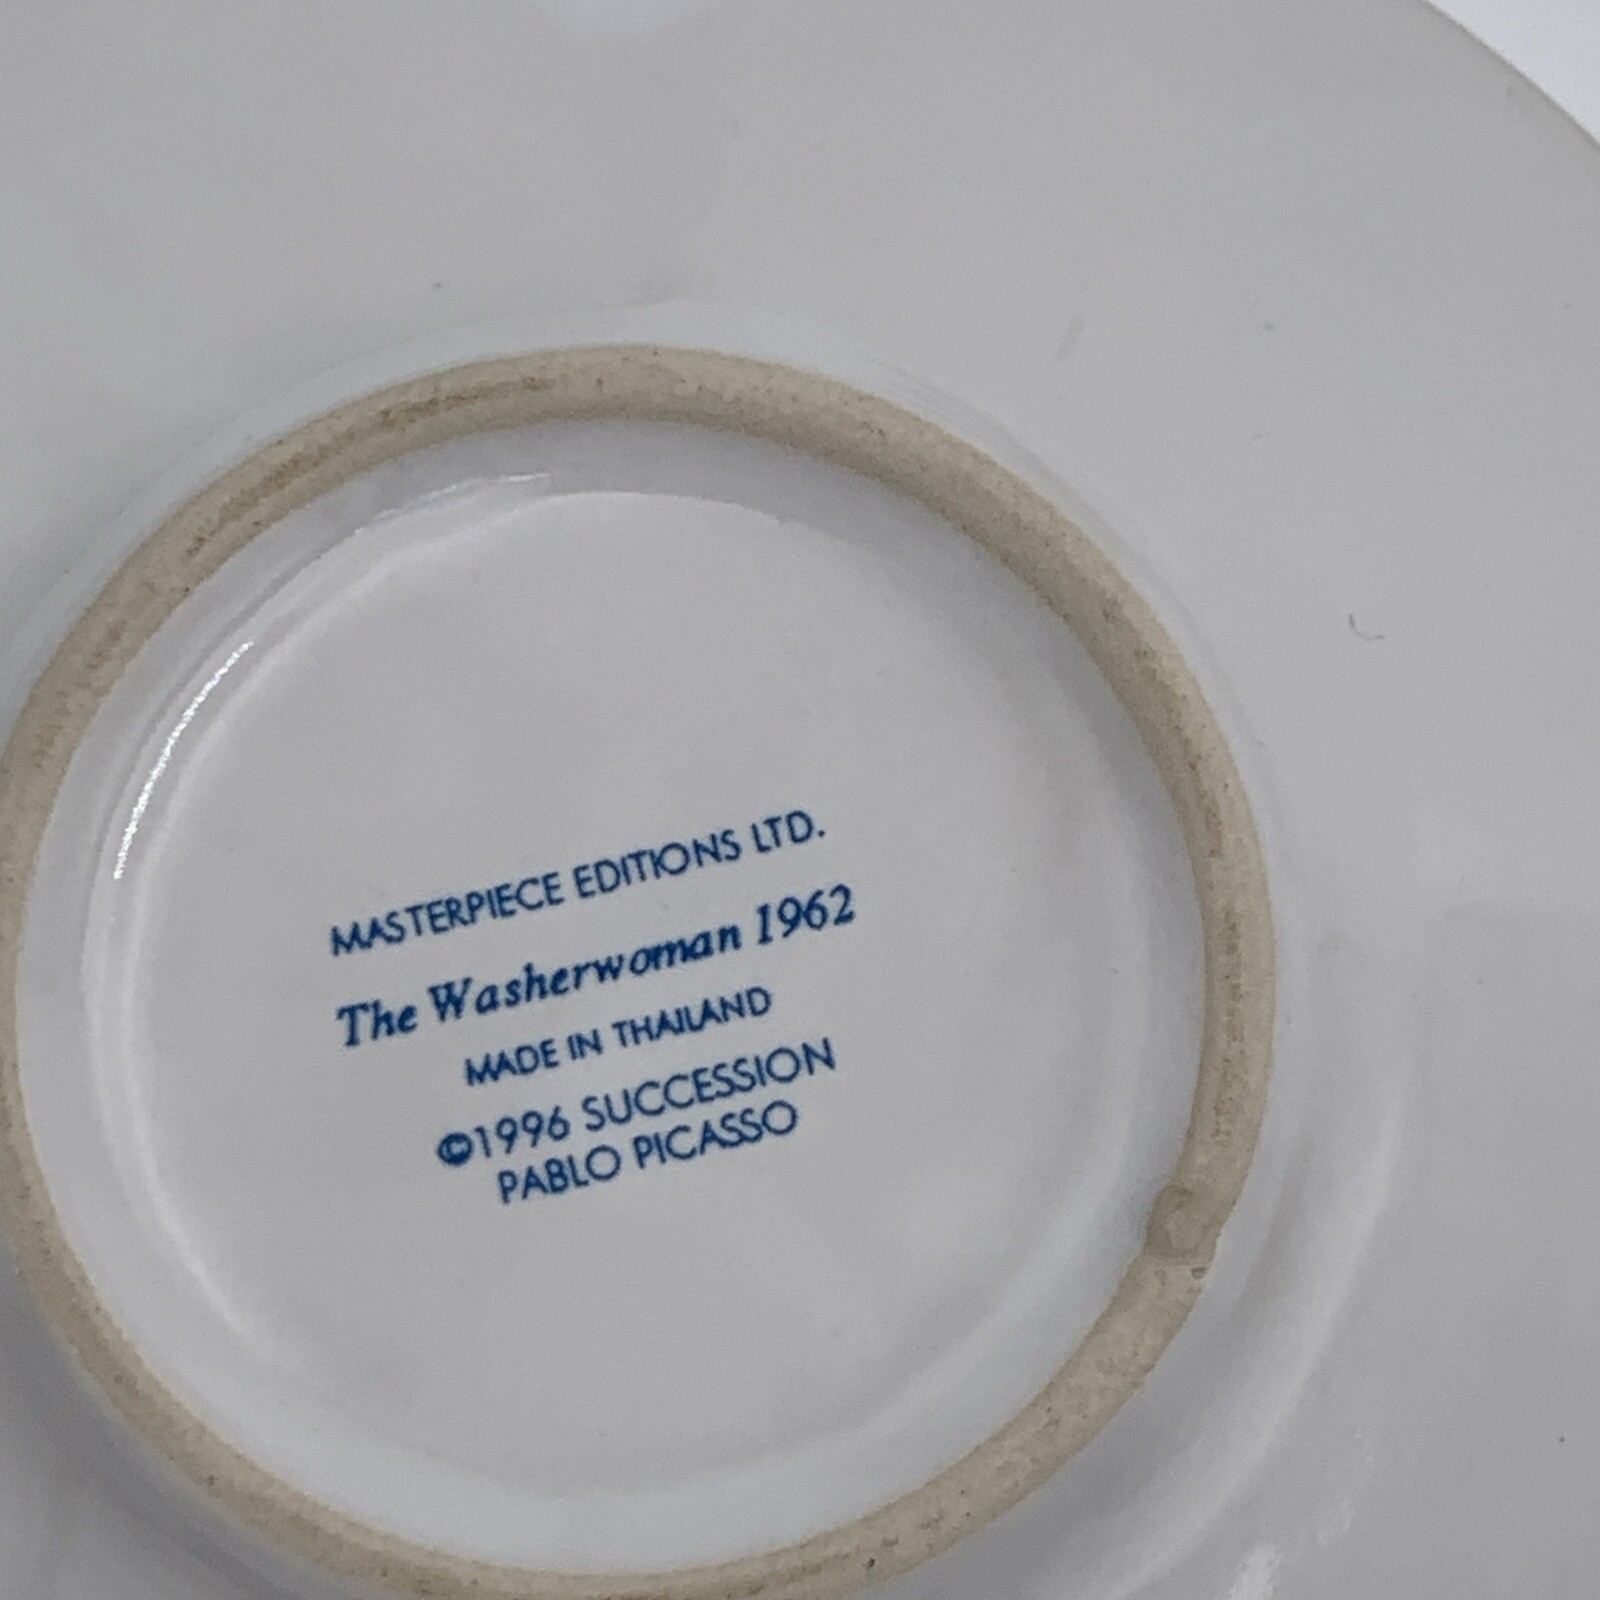 MASTERPIECE EDITIONS LTD.
The Washerwoman 1962
MADE IN THAILAND
©1996 SUCCESSION
PABLO PICASSO